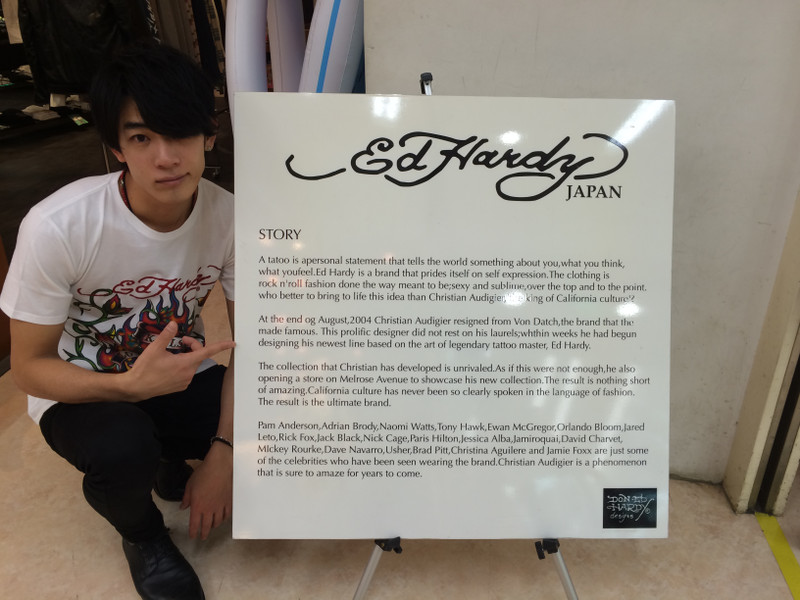 Ed Hardy
JAPAN
STORY
A tatoo is apersonal statement that tells the world something about you,what you think,
what youfeel.Ed Hardy is a brand that prides itself on self expression.The clothing is
rock n'roll fashion done the way meant to be;sexy and sublime,over the top and to the point.
who better to bring to life this idea than Christian Audigier, king of California culture"?
At the end og August,2004 Christian Audigier resigned from Von Datch,the brand that the
made famous. This prolific designer did not rest on his laurels;whthin weeks he had begun
designing his newest line based on the art of legendary tattoo master, Ed Hardy.
The collection that Christian has developed is unrivaled.As if this were not enough,he also
opening a store on Melrose Avenue to showcase his new collection.The result is nothing short
of amazing.California culture has never been so clearly spoken in the language of fashion.
The result is the ultimate brand.
Pam Anderson,Adrian Brody,Naomi Watts,Tony Hawk,Ewan McGregor,Orlando Bloom,Jared
Leto,Rick Fox,Jack Black,Nick Cage,Paris Hilton,Jessica Alba,Jamiroquai,David Charvet,
MIckey Rourke,Dave Navarro,Usher,Brad Pitt,Christina Aguilere and Jamie Foxx are just some
of the celebrities who have been seen wearing the brand.Christian Audigier is a phenomenon
that is sure to amaze for years to come.
DON ED
HARDY
designs
Ed Hardy